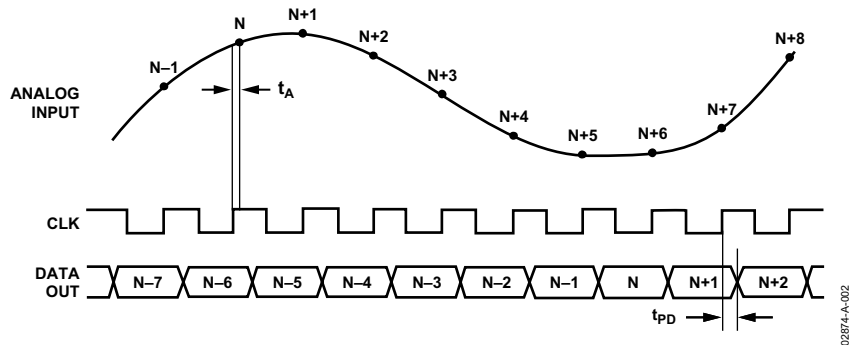 N+1
N
N+2
N+8
N–1
tA
ANALOG
INPUT
N+3
N+7
N+4
N+5
N+6
CLK
DATA
OUT
N–7 N–6 N–5 N–4 N–3 N–2 N–1 N N+1 N+2
tPD
02874-A-002